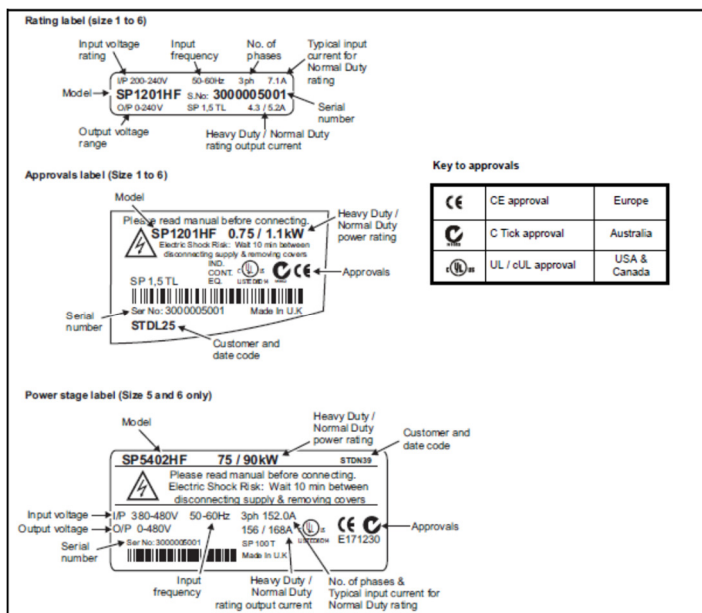 Rating label (size 1 to 6)
Input voltage rating
Input frequency
No. of phases
Typical input current for Normal Duty rating
I/P 200-240V 50-60Hz 3ph 7.1A
Model
SP1201HF S.No: 3000005001
Serial number
O/P 0-240V SP 1,5 TL 4.3 / 5.2A
Output voltage range
Heavy Duty / Normal Duty rating output current
Approvals label (Size 1 to 6)
Model
Please read manual before connecting.
SP1201HF 0.75 / 1.1kW
Heavy Duty / Normal Duty power rating
Electric Shock Risk: Wait 10 min between
disconnecting supply & removing covers
IND.
CONT.
EQ.
Approvals
SP 1,5 TL
Serial number
Ser No: 3000005001 Made In U.K
STDL25
Customer and date code
Key to approvals
CE CE approval Europe
C Tick approval Australia
c UL us UL / cUL approval USA & Canada
Power stage label (Size 5 and 6 only)
Model
Heavy Duty / Normal Duty power rating
Customer and date code
SP5402HF 75 / 90kW STDN39
Please read manual before connecting.
Electric Shock Risk: Wait 10 min between
disconnecting supply & removing covers
Input voltage
I/P 380-480V 50-60Hz 3ph 152.0A
Output voltage
O/P 0-480V 156 / 168A
Approvals
E171230
Serial number
Ser No: 3000005001 SP 100 T
Made In U.K
Input frequency
Heavy Duty / Normal Duty rating output current
No. of phases & Typical input current for Normal Duty rating